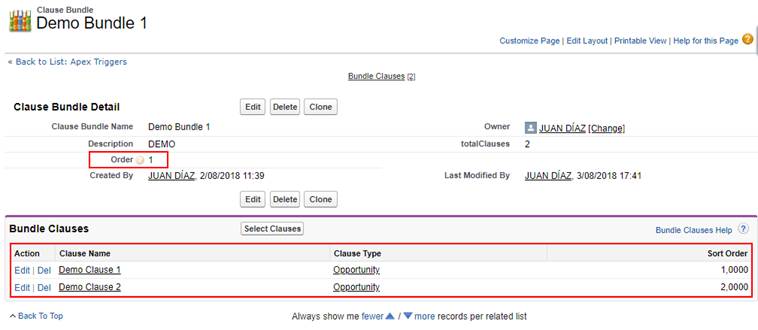 Clause Bundle
Demo Bundle 1
Customize Page | Edit Layout | Printable View | Help for this Page ?
« Back to List: Apex Triggers
Bundle Clauses [2]
Clause Bundle Detail Edit Delete Clone
Clause Bundle Name Demo Bundle 1 Owner JUAN DÍAZ [Change]
Description DEMO totalClauses 2
Order 1
Created By JUAN DÍAZ, 2/08/2018 11:39 Last Modified By JUAN DÍAZ, 3/08/2018 17:41
Edit Delete Clone
Bundle Clauses Select Clauses Bundle Clauses Help ?
Action Clause Name Clause Type Sort Order
Edit | Del Demo Clause 1 Opportunity 1,0000
Edit | Del Demo Clause 2 Opportunity 2,0000
Back To Top Always show me fewer / more records per related list